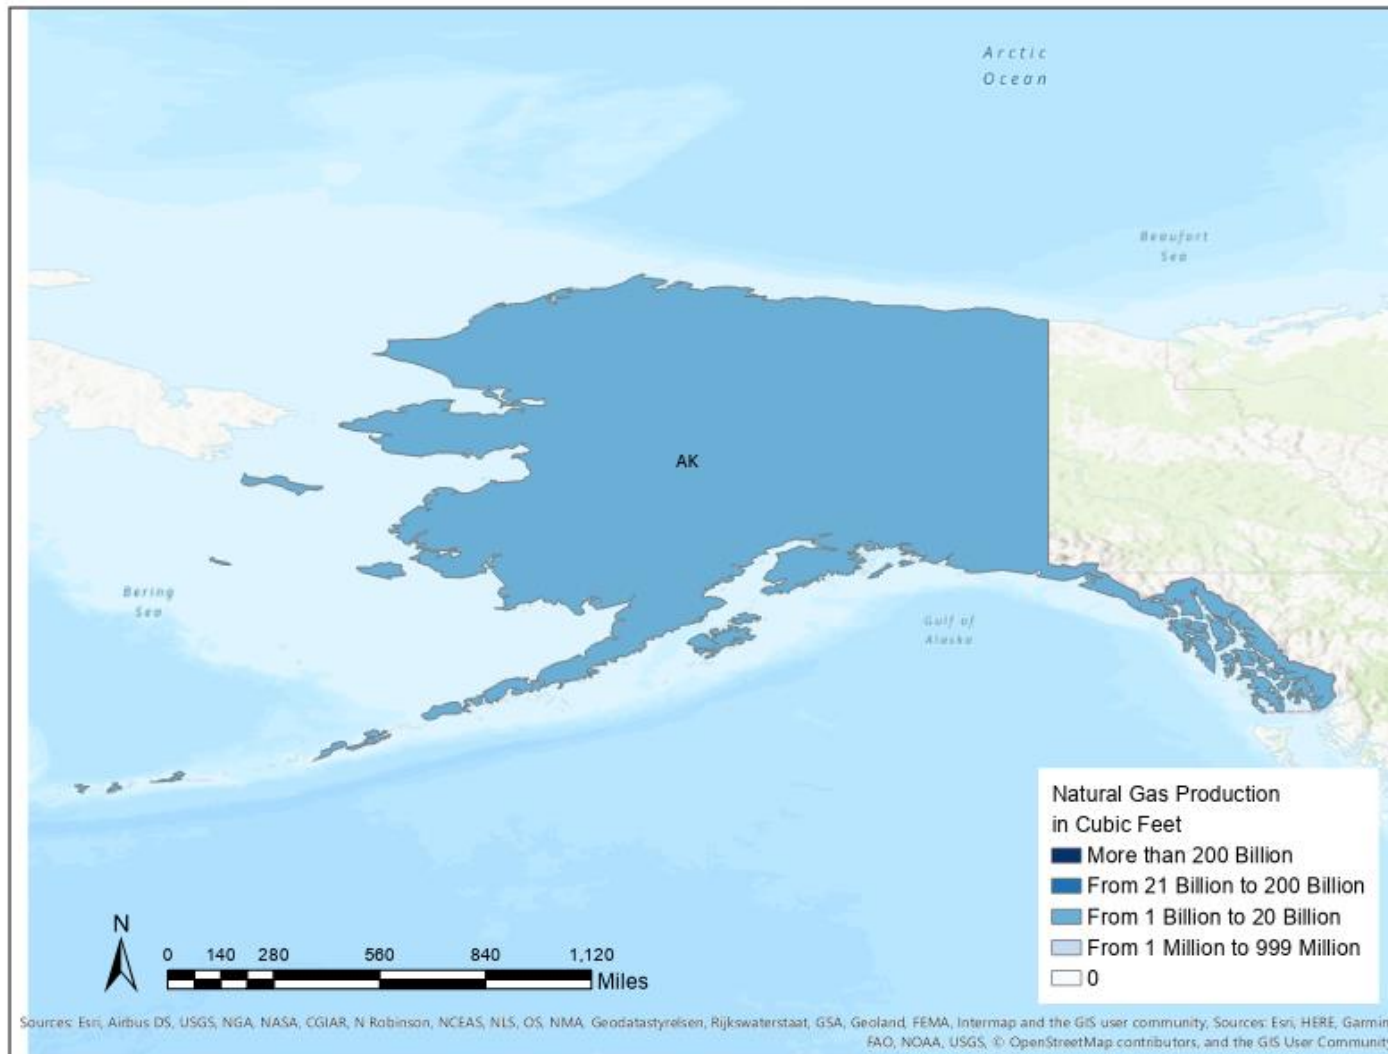 Arctic
Ocean
Beaufort
Sea
AK
Bering
Sea
Gulf of
Alaska
Natural Gas Production
in Cubic Feet
More than 200 Billion
From 21 Billion to 200 Billion
From 1 Billion to 20 Billion
From 1 Million to 999 Million
0
N
0 140 280 560 840 1,120
Miles
Sources: Esri, Airbus DS, USGS, NGA, NASA, CGIAR, N Robinson, NCEAS, NLS, OS, NMA, Geodatastyrelsen, Rijkswaterstaat, GSA, Geoland, FEMA, Intermap and the GIS user community, Sources: Esri, HERE, Garmin
FAO, NOAA, USGS, © OpenStreetMap contributors, and the GIS User Community